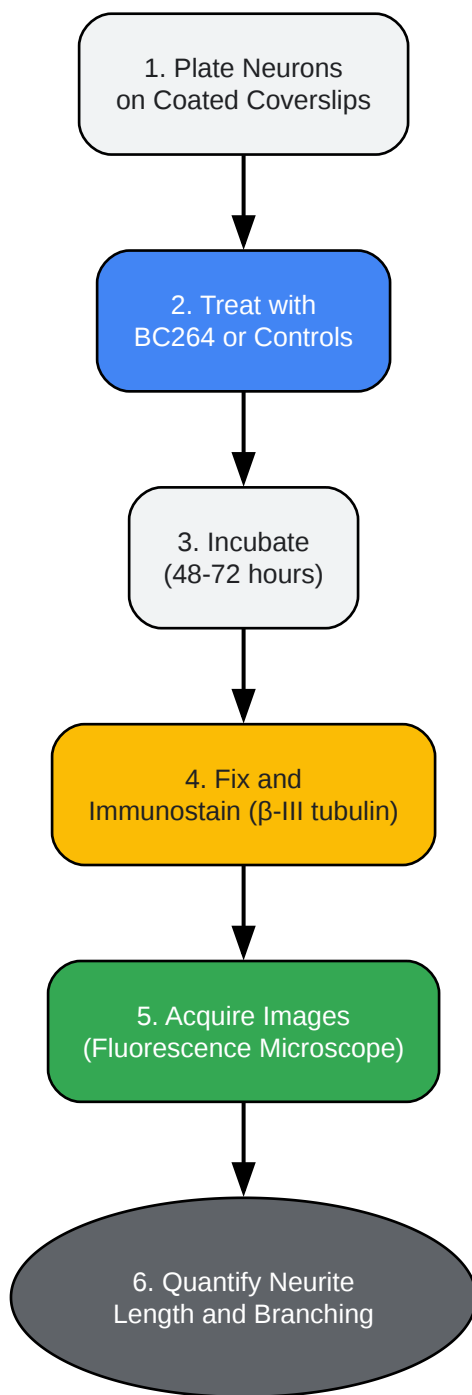 1. Plate Neurons
on Coated Coverslips
2. Treat with
BC264 or Controls
3. Incubate
(48-72 hours)
4. Fix and
Immunostain (β-III tubulin)
5. Acquire Images
(Fluorescence Microscope)
6. Quantify Neurite
Length and Branching